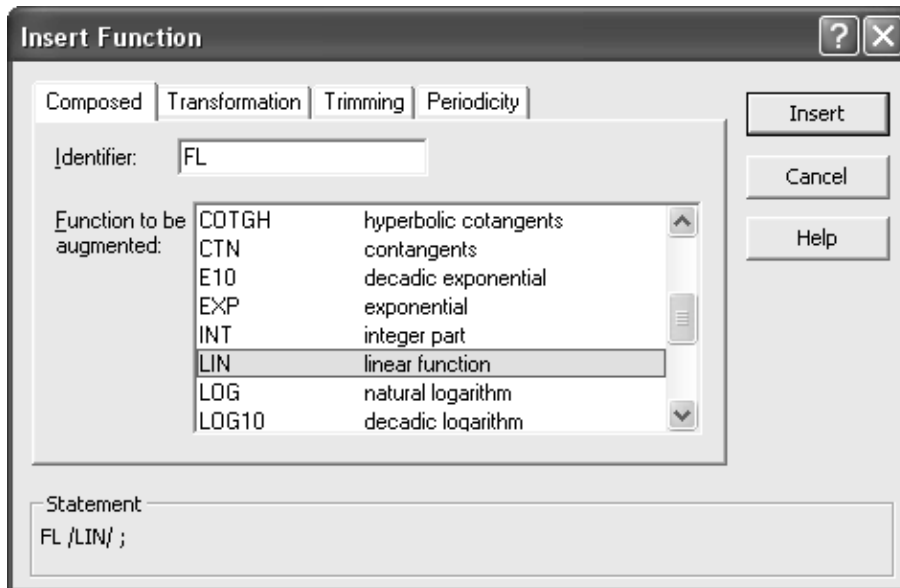 Insert Function
Composed Transformation Trimming Periodicity
Insert
Identifier: FL
Cancel
Function to be augmented:
COTGH hyperbolic cotangents
CTN contangents
E10 decadic exponential
EXP exponential
INT integer part
LIN linear function
LOG natural logarithm
LOG10 decadic logarithm
Help
Statement
FL /LIN/ ;